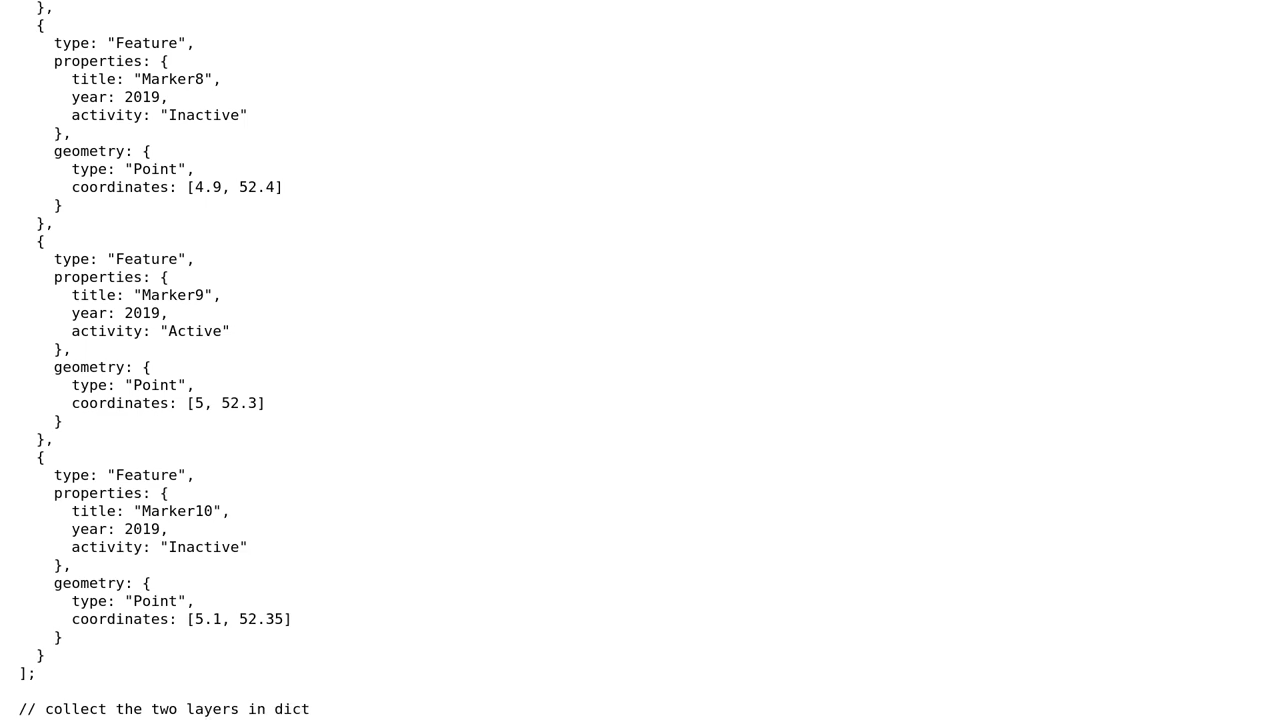 },
  {
    type: "Feature",
    properties: {
      title: "Marker8",
      year: 2019,
      activity: "Inactive"
    },
    geometry: {
      type: "Point",
      coordinates: [4.9, 52.4]
    }
  },
  {
    type: "Feature",
    properties: {
      title: "Marker9",
      year: 2019,
      activity: "Active"
    },
    geometry: {
      type: "Point",
      coordinates: [5, 52.3]
    }
  },
  {
    type: "Feature",
    properties: {
      title: "Marker10",
      year: 2019,
      activity: "Inactive"
    },
    geometry: {
      type: "Point",
      coordinates: [5.1, 52.35]
    }
  }
];

// collect the two layers in dict